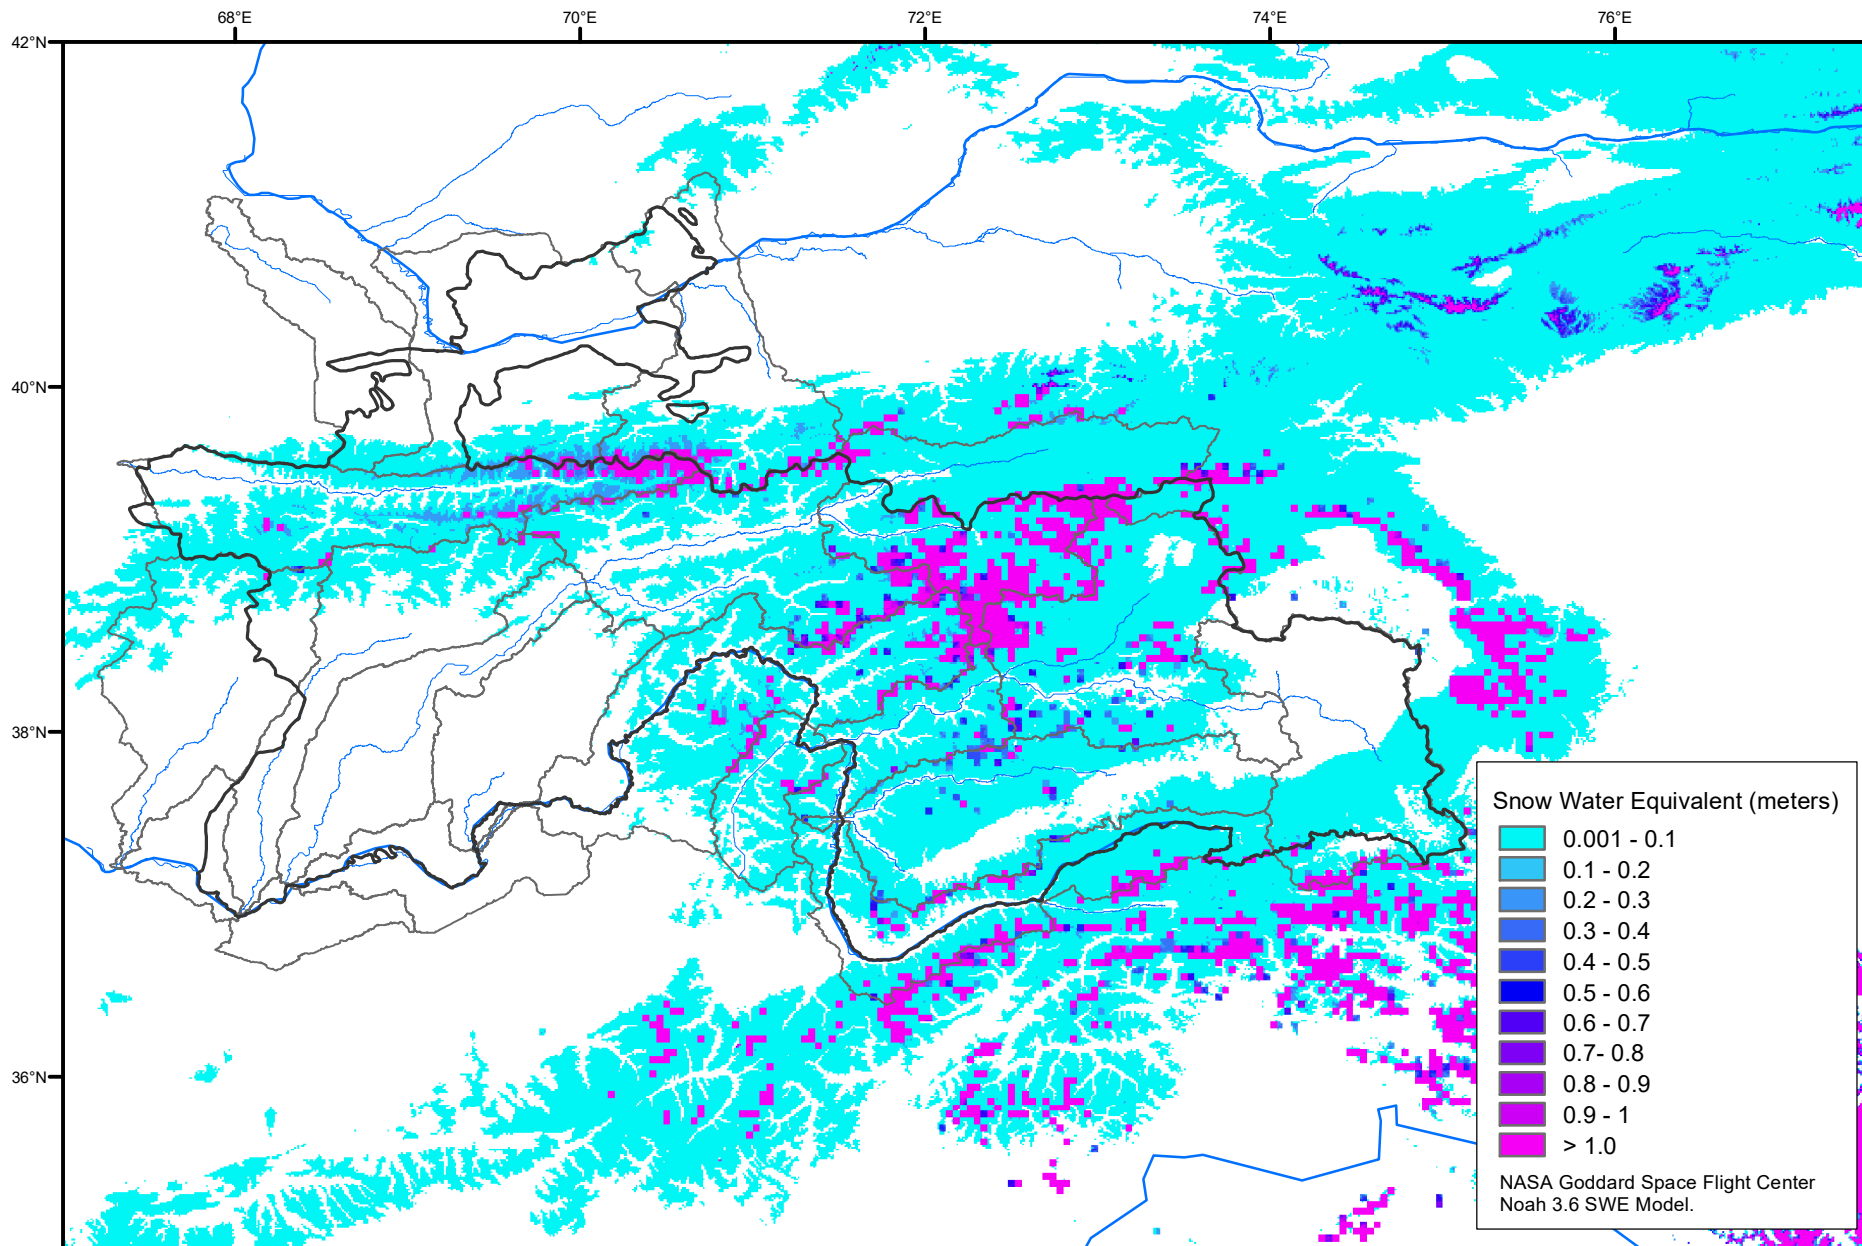 68°E 70°E 72°E 74°E 76°E
42°N
40°N
38°N
36°N
Snow Water Equivalent (meters)
0.001 - 0.1
0.1 - 0.2
0.2 - 0.3
0.3 - 0.4
0.4 - 0.5
0.5 - 0.6
0.6 - 0.7
0.7- 0.8
0.8 - 0.9
0.9 - 1
> 1.0
NASA Goddard Space Flight Center
Noah 3.6 SWE Model.